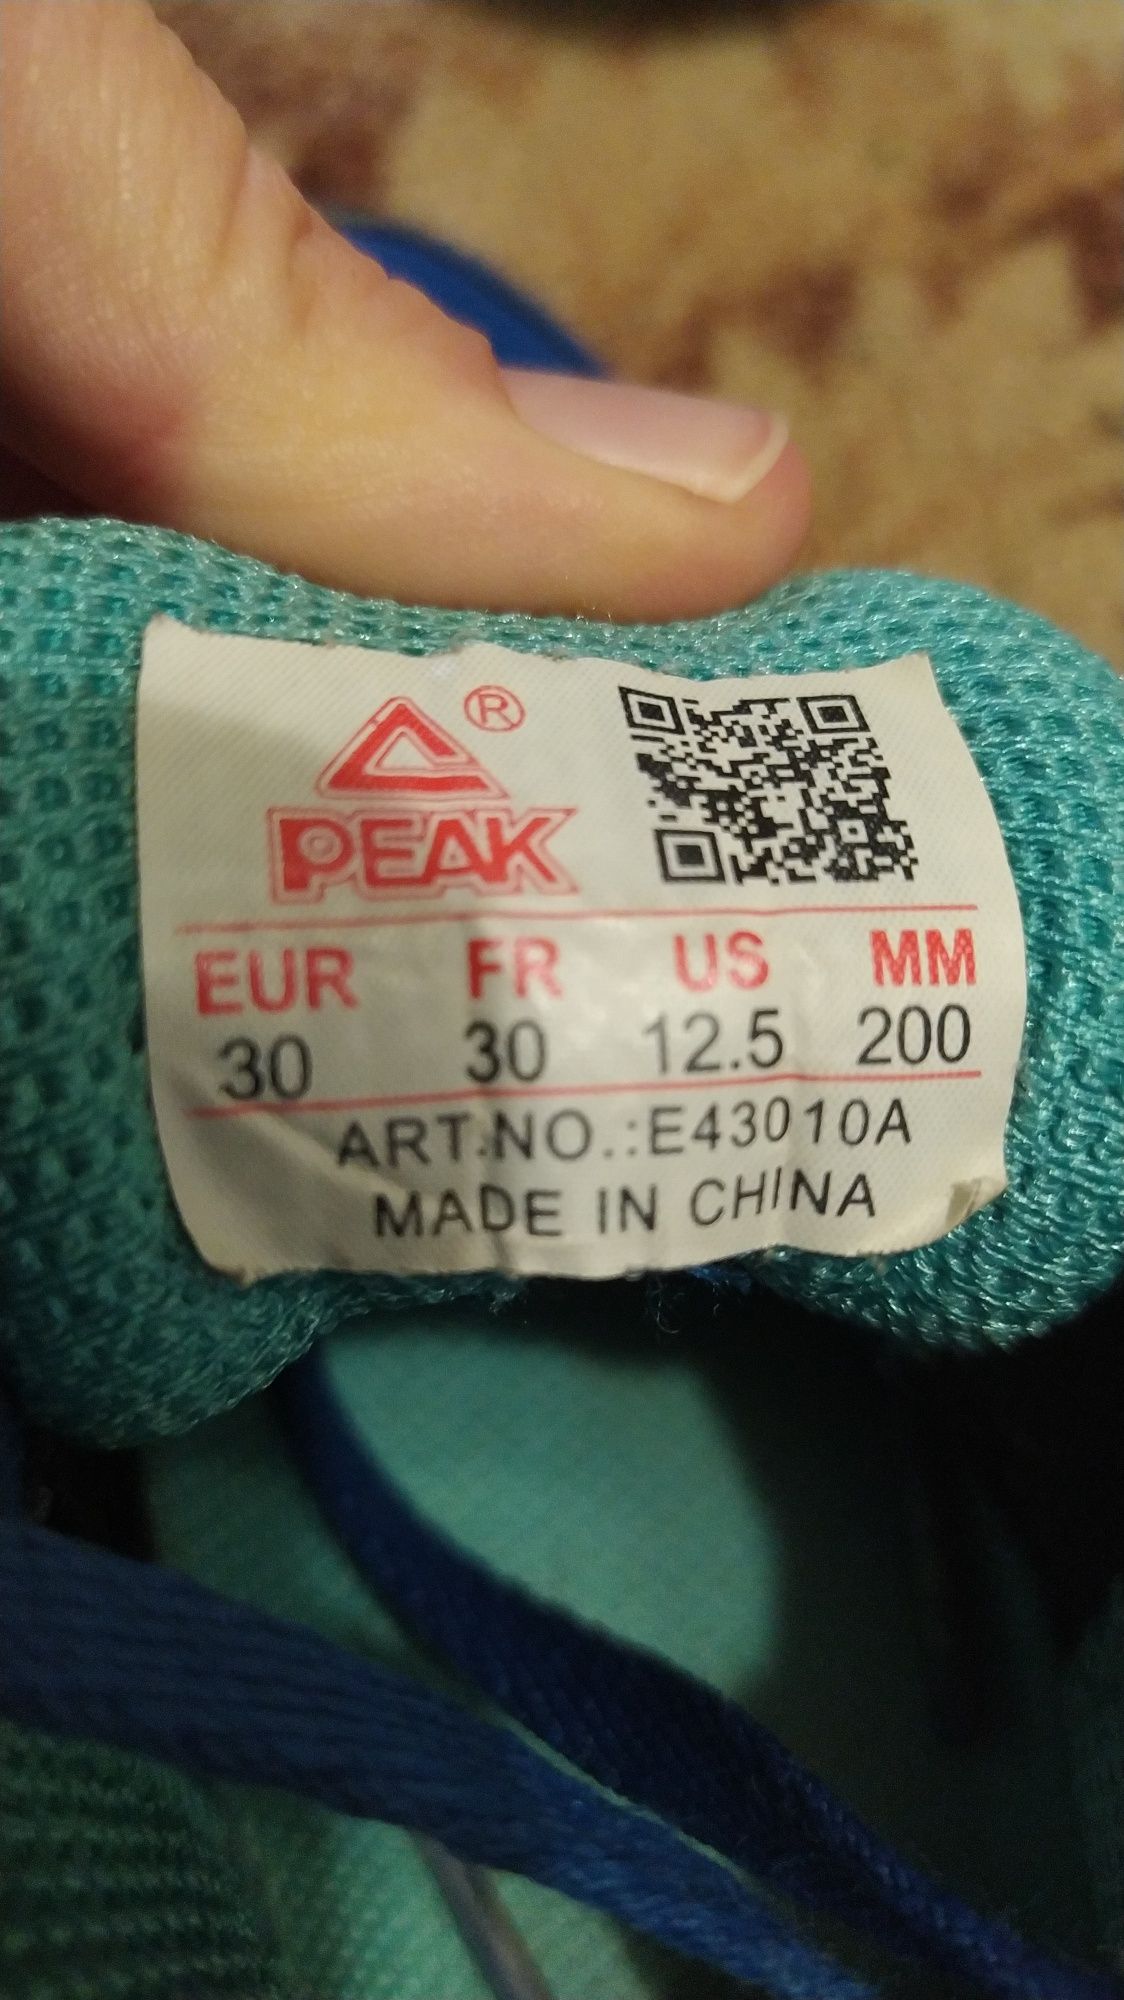 ®
PEAK
EUR FR US MM
30 30 12.5 200
ART.NO.:E43010A
MADE IN CHINA